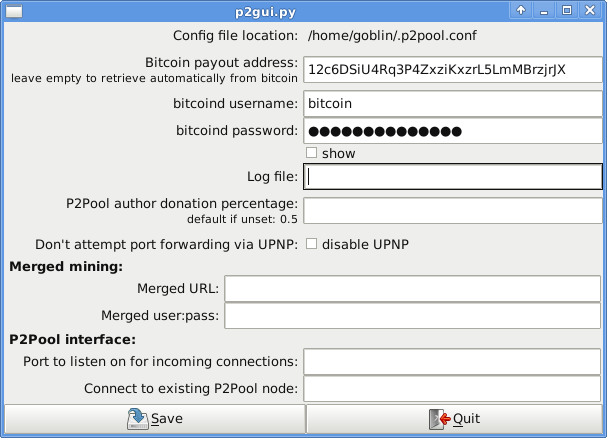 p2gui.py
Config file location: /home/goblin/.p2pool.conf
Bitcoin payout address:
leave empty to retrieve automatically from bitcoin
12c6DSiU4Rq3P4ZxziKxzrL5LmMBrzjrJX
bitcoind username: bitcoin
bitcoind password: ●●●●●●●●●●●●●●
show
Log file:
P2Pool author donation percentage:
default if unset: 0.5
Don't attempt port forwarding via UPNP: disable UPNP
Merged mining:
Merged URL:
Merged user:pass:
P2Pool interface:
Port to listen on for incoming connections:
Connect to existing P2Pool node:
Save Quit